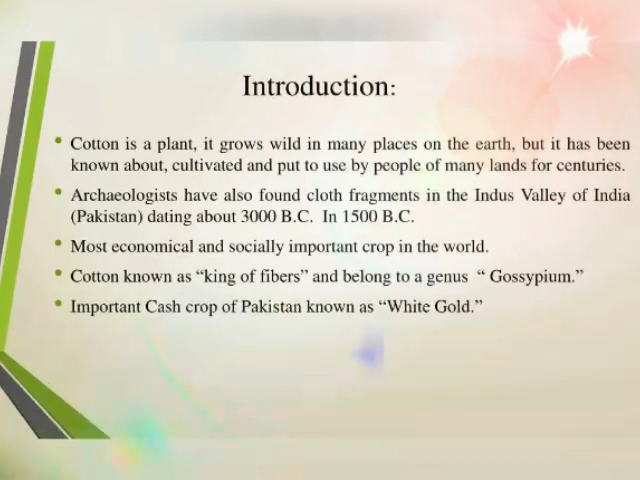 Introduction:
• Cotton is a plant, it grows wild in many places on the earth, but it has been
known about, cultivated and put to use by people of many lands for centuries.
• Archaeologists have also found cloth fragments in the Indus Valley of India
(Pakistan) dating about 3000 B.C.  In 1500 B.C.
• Most economical and socially important crop in the world.
• Cotton known as “king of fibers” and belong to a genus  “ Gossypium.”
• Important Cash crop of Pakistan known as “White Gold.”